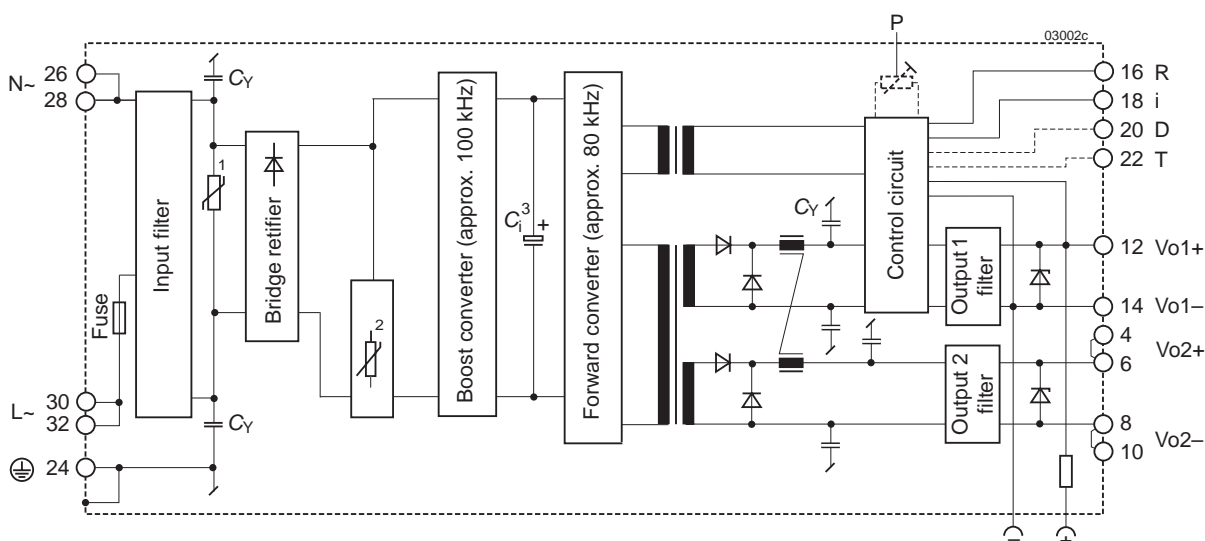 P
03002c
N~
26
28
CY
16 R
18 i
20 D
22 T
Input filter
1
Bridge retifier
2
Boost converter (approx. 100 kHz)
Ci3
+
Forward converter (approx. 80 kHz)
Control circuit
CY
Output 1
filter
12 Vo1+
14 Vo1–
4
Vo2+
6
Output 2
filter
8
Vo2–
10
Fuse
L~
30
32
CY
24
–
+